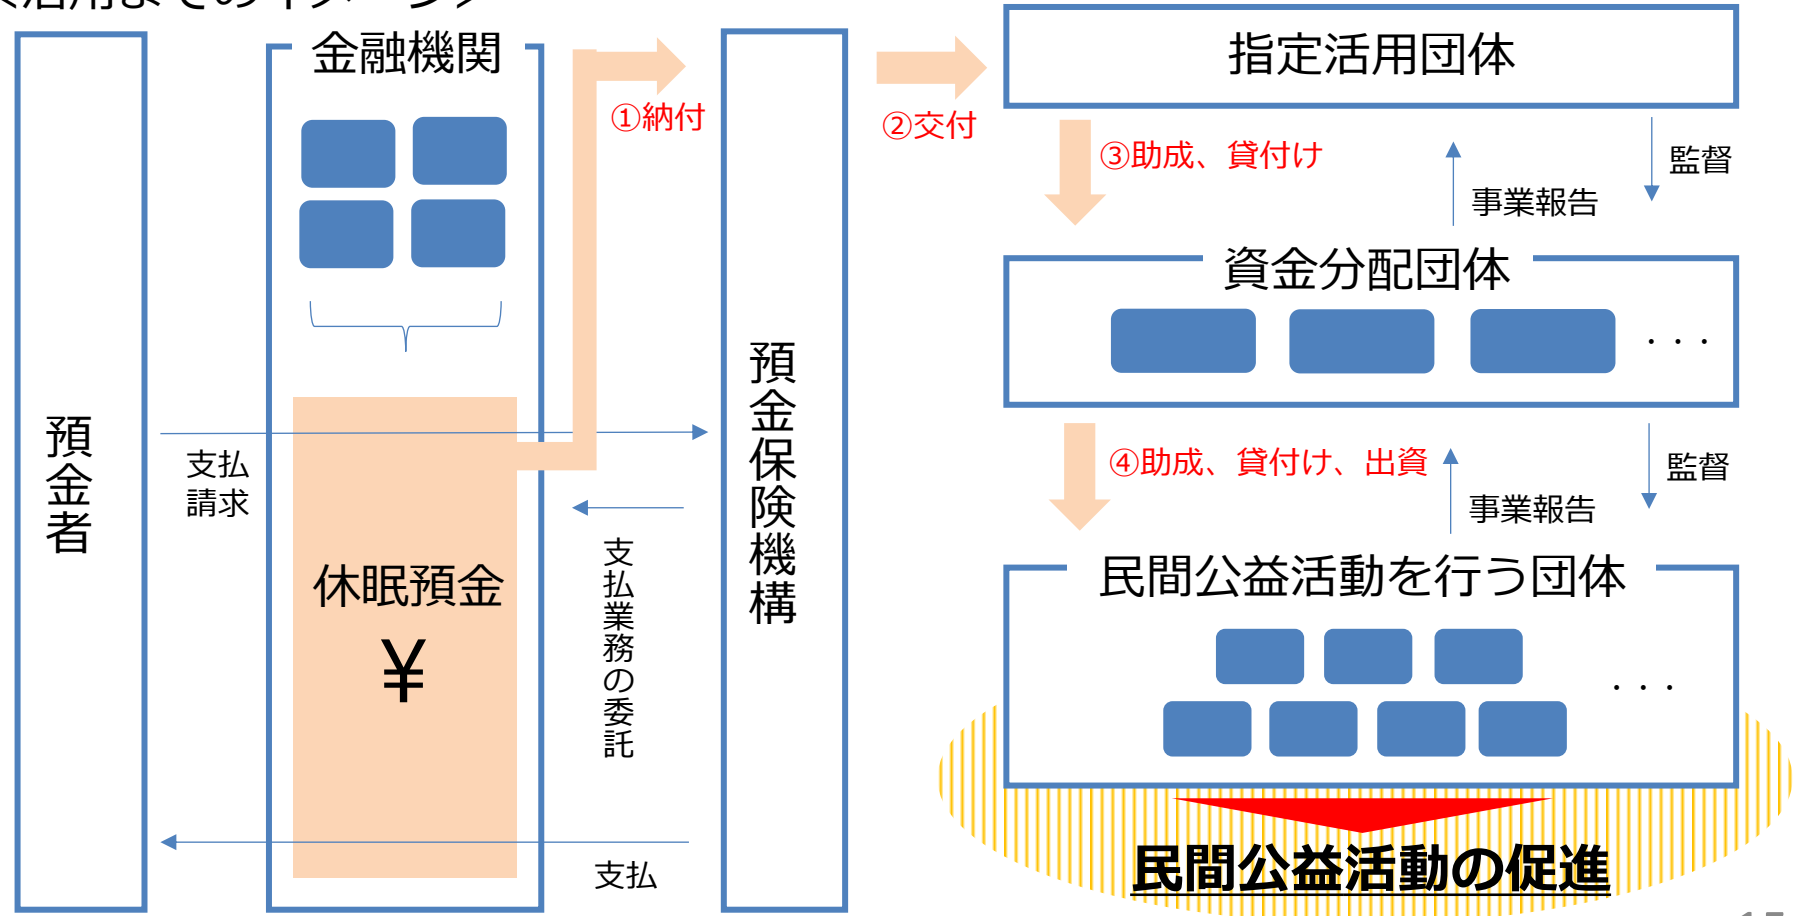 金融機関
指定活用団体
①納付
②交付
③助成、貸付け
監督
事業報告
資金分配団体
・・・
預金者
預金保険機構
支払
請求
④助成、貸付け、出資
監督
事業報告
支払業務の委託
休眠預金
¥
民間公益活動を行う団体
・・・
支払
民間公益活動の促進